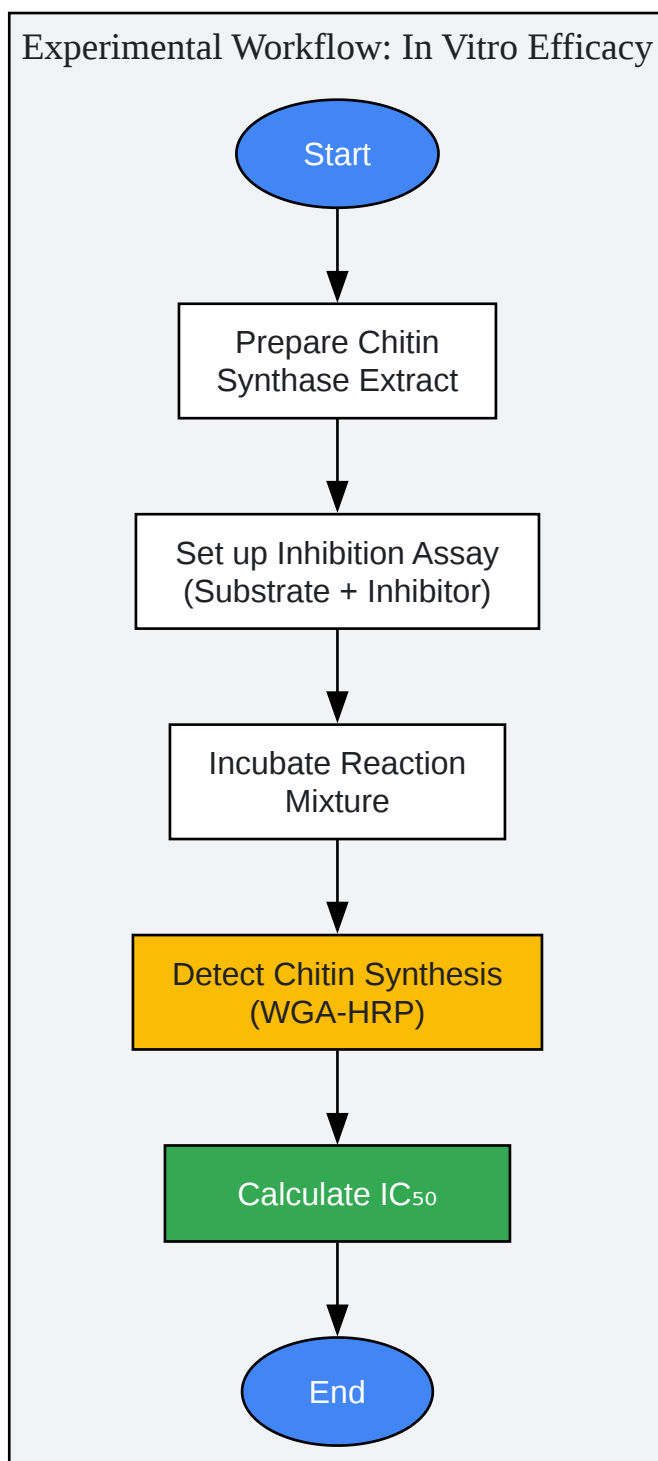 Experimental Workflow: In Vitro Efficacy
Start
Prepare Chitin
Synthase Extract
Set up Inhibition Assay
(Substrate + Inhibitor)
Incubate Reaction
Mixture
Detect Chitin Synthesis
(WGA-HRP)
Calculate IC₅₀
End